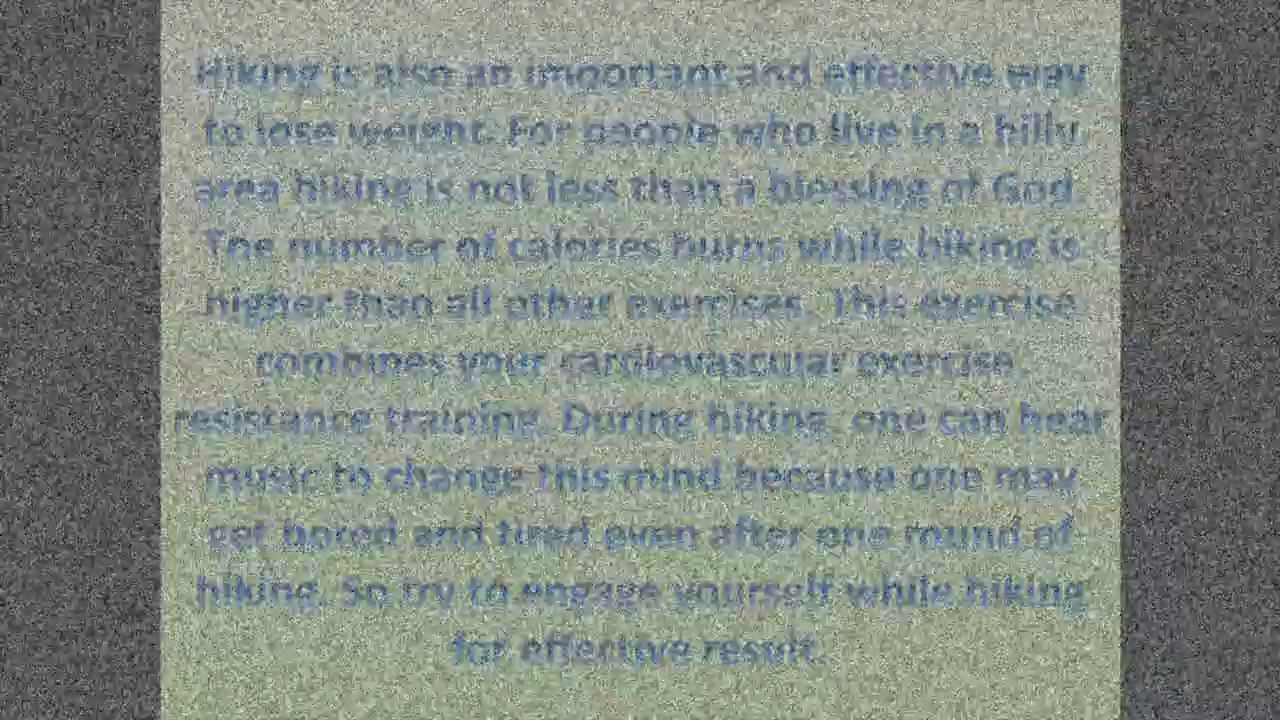 Hiking is also an important and effective way
to lose weight. For people who live in a hilly
area hiking is not less than a blessing of God.
The number of calories burns while hiking is
higher than all other exercises. This exercise
combines your cardiovascular exercise,
resistance training. During hiking, one can hear
music to change this mind because one may
get bored and tired even after one round of
hiking. So try to engage yourself while hiking
for effective result.